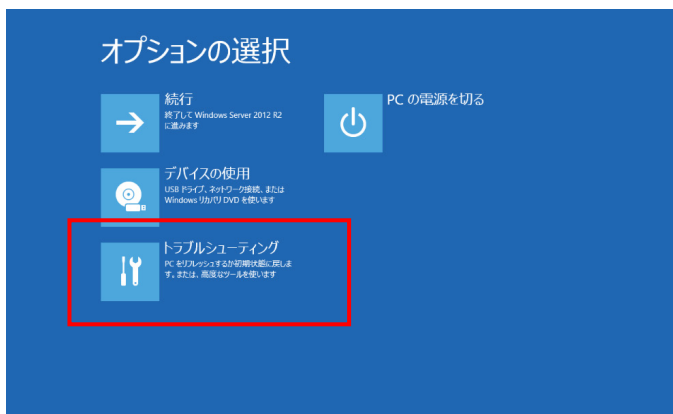 オプションの選択
続行
終了して Windows Server 2012 R2
に進みます
PC の電源を切る
デバイスの使用
USB ドライブ、ネットワーク接続、または
Windows リカバリ DVD を使います
トラブルシューティング
PC をリフレッシュするか初期状態に戻しま
す。または、高度なツールを使います